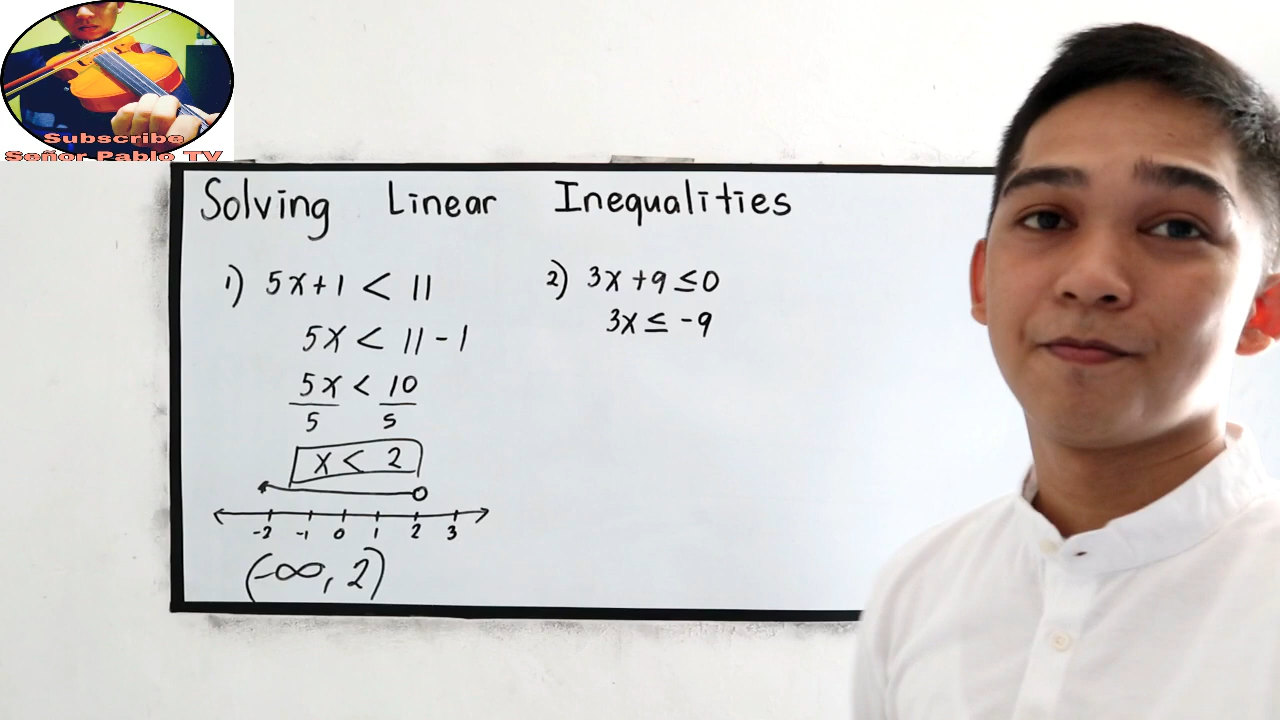 Subscribe
Señor Pablo TV
Solving Linear Inequalities
1) 5x + 1 < 11
5x < 11 - 1
5x < 10
5 5
x < 2
-2 -1 0 1 2 3
(-∞, 2)
2) 3x + 9 ≤ 0
3x ≤ -9